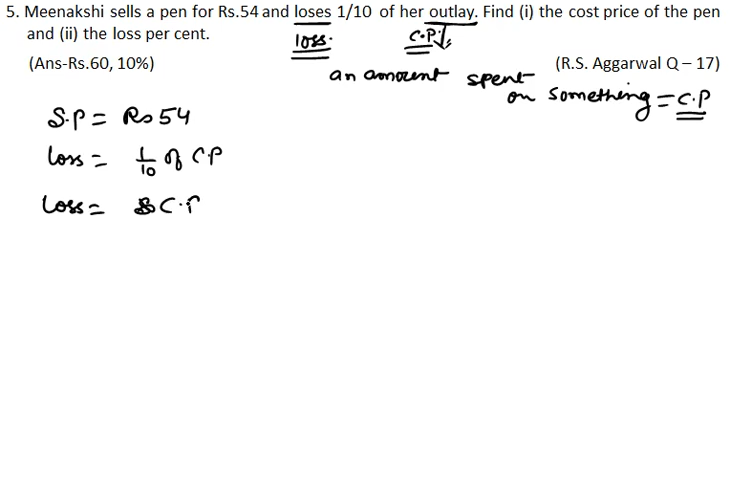 5. Meenakshi sells a pen for Rs.54 and loses 1/10 of her outlay. Find (i) the cost price of the pen
and (ii) the loss per cent.
loss. C.P.
(Ans-Rs.60, 10%) (R.S. Aggarwal Q – 17)
an amount spent
on something = C.P
S.P = Rs 54
Loss = 1/10 of C.P
Loss = C.P